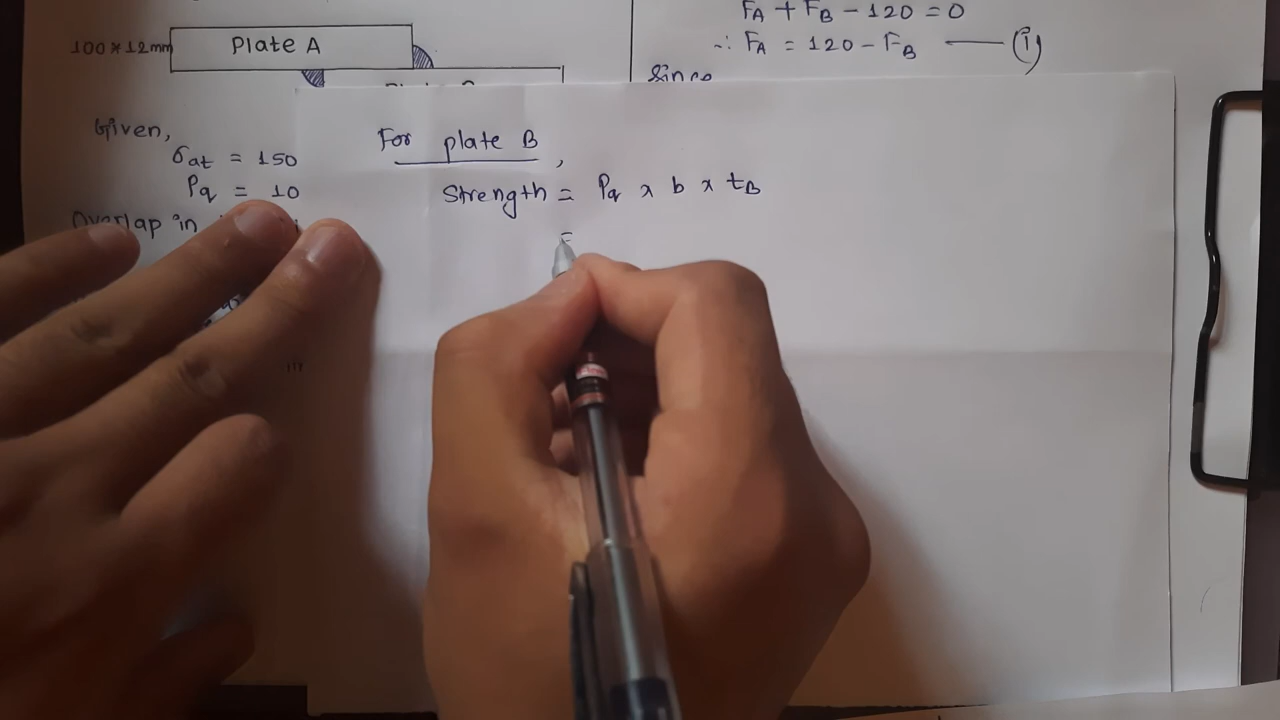 100*12mm
Plate A
FA + FB - 120 = 0
∴ FA = 120 - FB —— (i)
Since
Given,
σat = 150
Pq = 10
Overlap in
For plate B,
Strength = Pq x b x tB
=